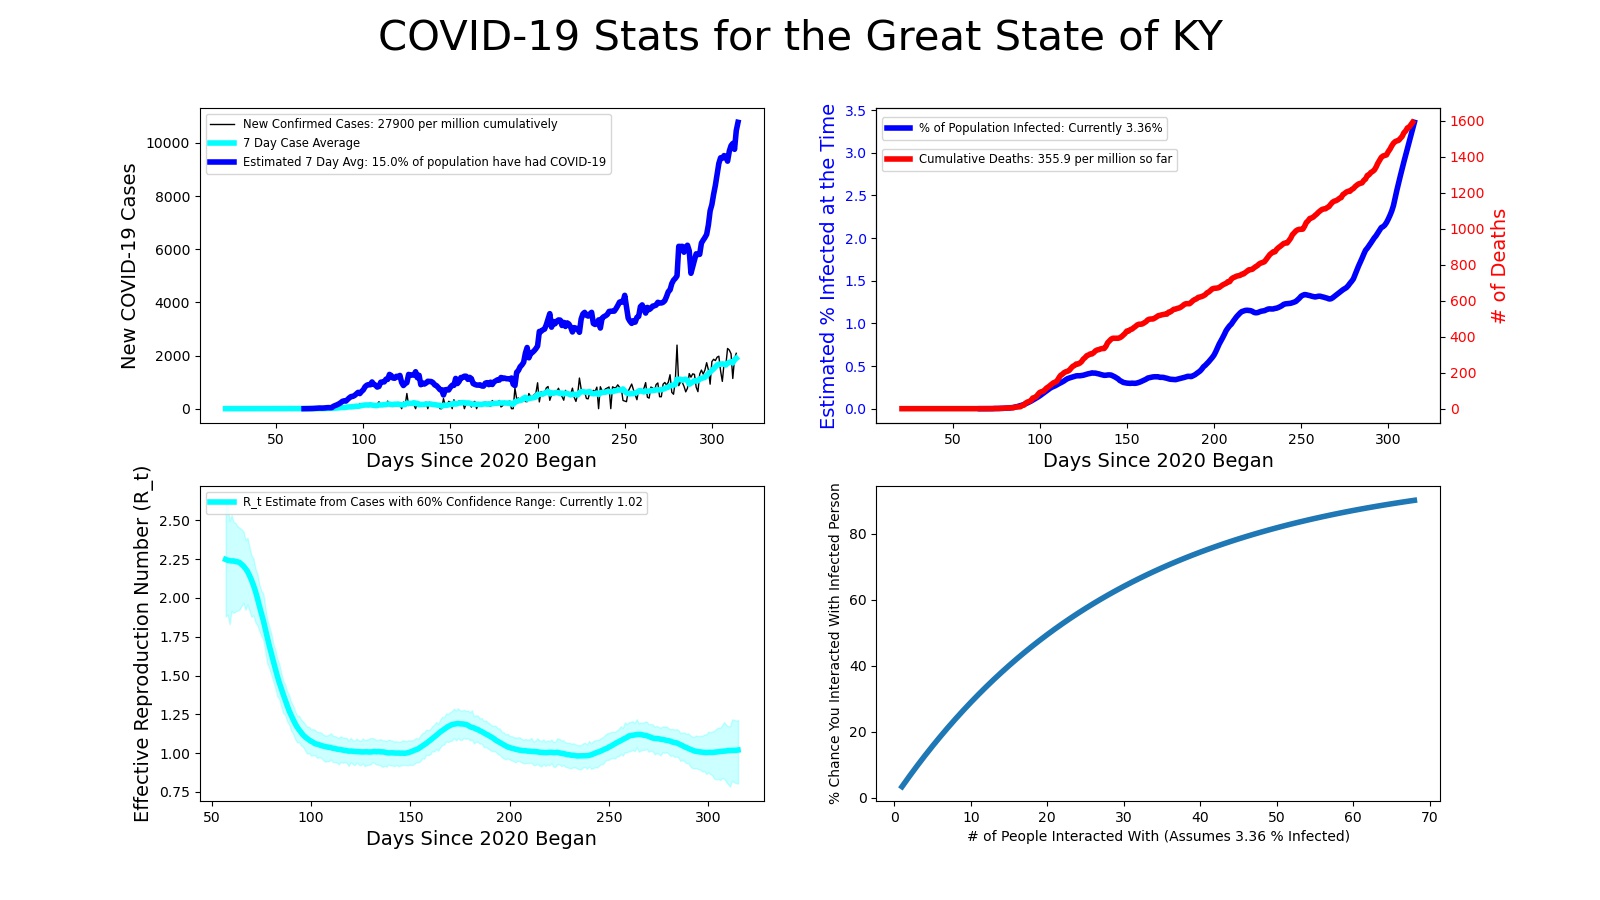 COVID-19 Stats for the Great State of KY
New COVID-19 Cases
10000
8000
6000
4000
2000
0
New Confirmed Cases: 27900 per million cumulatively
7 Day Case Average
Estimated 7 Day Avg: 15.0% of population have had COVID-19
50 100 150 200 250 300
Days Since 2020 Began
Estimated % Infected at the Time
3.5
3.0
2.5
2.0
1.5
1.0
0.5
0.0
% of Population Infected: Currently 3.36%
Cumulative Deaths: 355.9 per million so far
1600
1400
1200
1000
800
600
400
200
0
# of Deaths
50 100 150 200 250 300
Days Since 2020 Began
Effective Reproduction Number (R_t)
2.50
2.25
2.00
1.75
1.50
1.25
1.00
0.75
R_t Estimate from Cases with 60% Confidence Range: Currently 1.02
50 100 150 200 250 300
Days Since 2020 Began
% Chance You Interacted With Infected Person
80
60
40
20
0
0 10 20 30 40 50 60 70
# of People Interacted With (Assumes 3.36 % Infected)